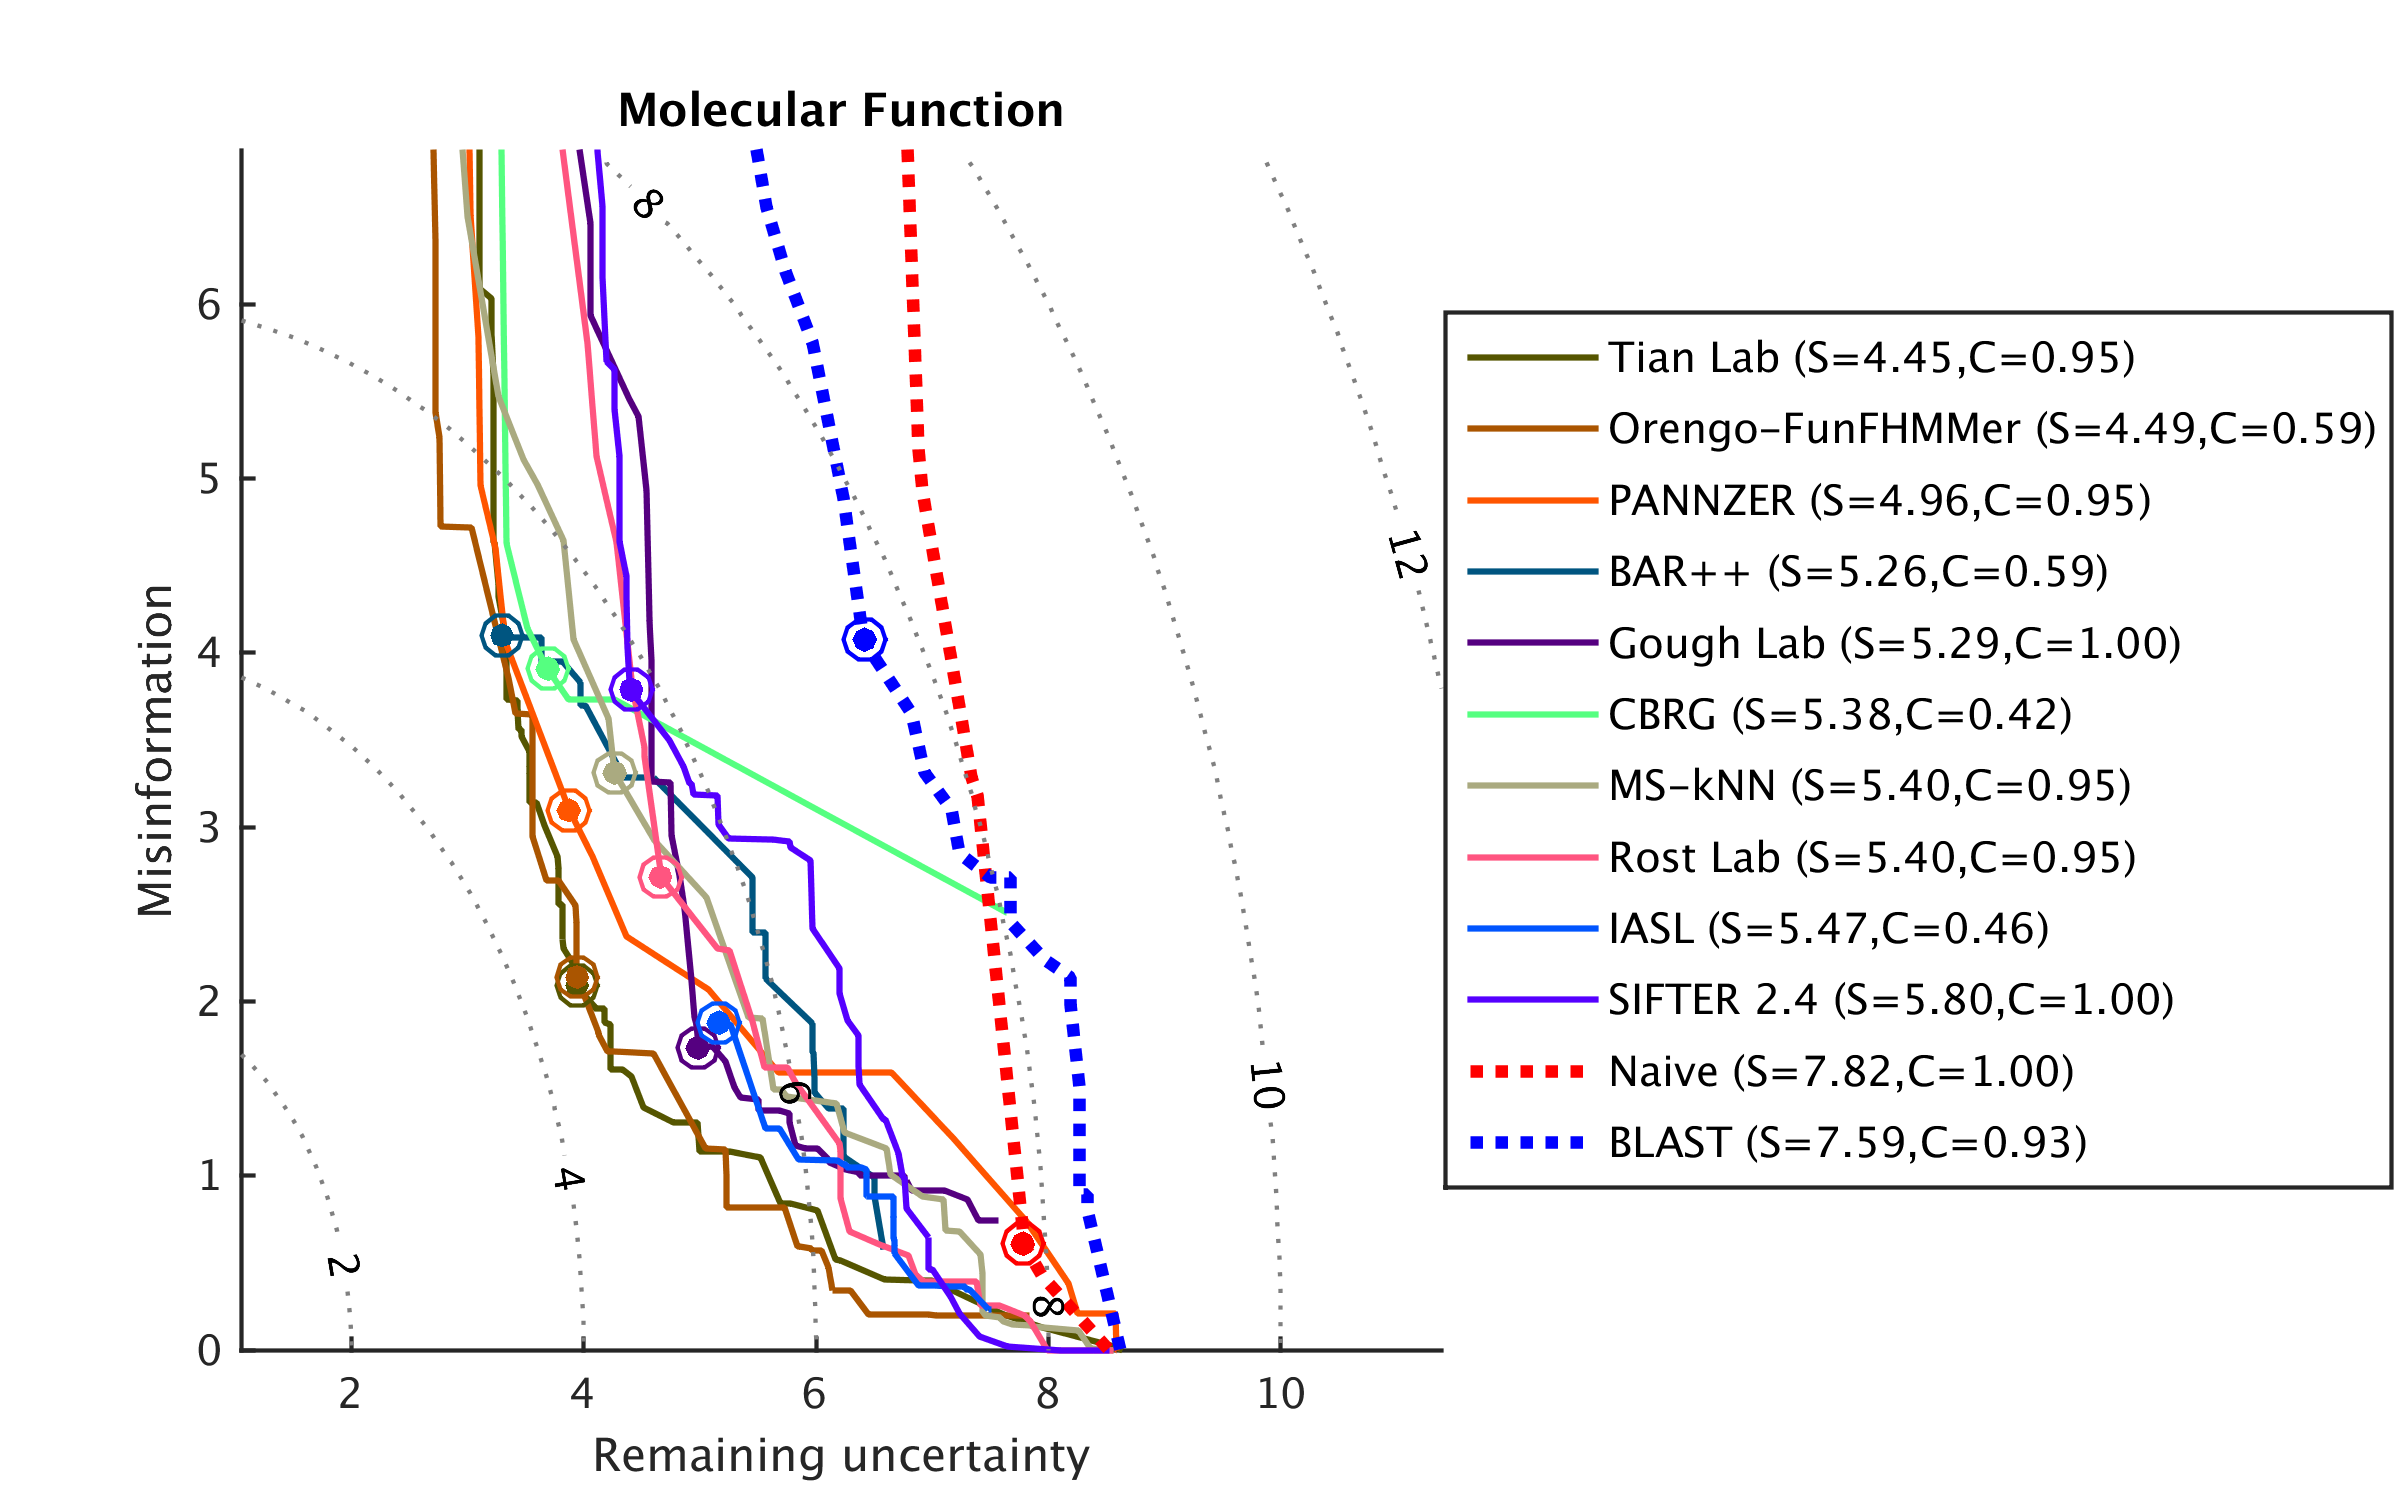 Molecular Function
Misinformation
6
5
4
3
2
1
0
2
4
6
8
10
Remaining uncertainty
8
12
10
6
4
2
8
Tian Lab (S=4.45,C=0.95)
Orengo-FunFHMMer (S=4.49,C=0.59)
PANNZER (S=4.96,C=0.95)
BAR++ (S=5.26,C=0.59)
Gough Lab (S=5.29,C=1.00)
CBRG (S=5.38,C=0.42)
MS-kNN (S=5.40,C=0.95)
Rost Lab (S=5.40,C=0.95)
IASL (S=5.47,C=0.46)
SIFTER 2.4 (S=5.80,C=1.00)
Naive (S=7.82,C=1.00)
BLAST (S=7.59,C=0.93)